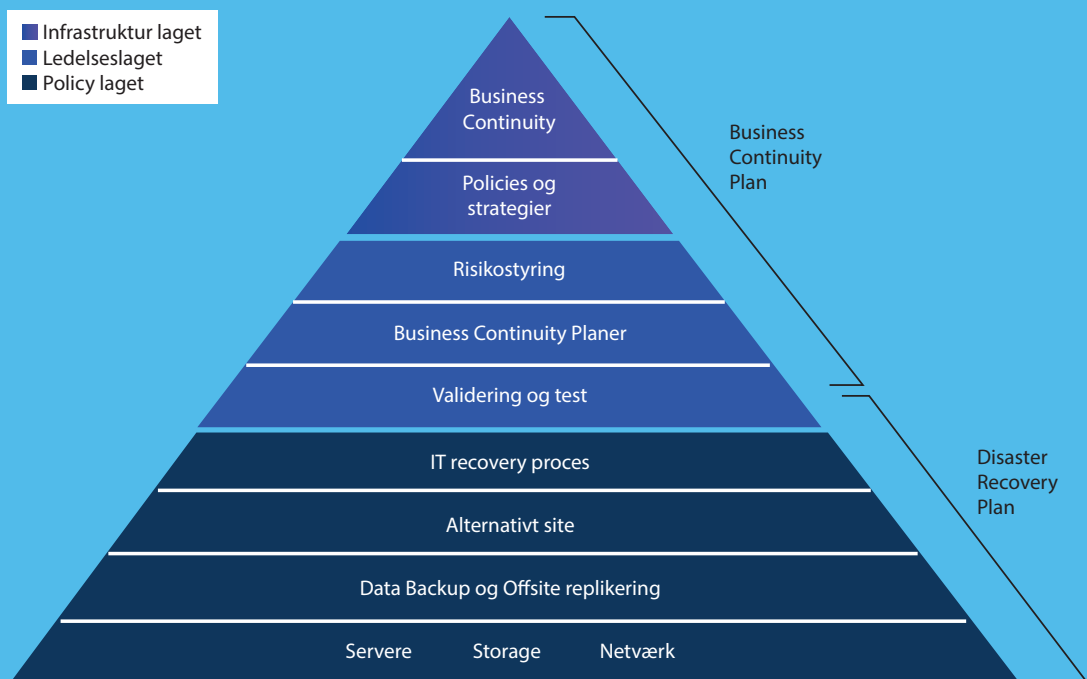 Infrastruktur laget
Ledelseslaget
Policy laget
Business
Continuity
Policies og
strategier
Risikostyring
Business Continuity Planer
Validering og test
IT recovery proces
Alternativt site
Data Backup og Offsite replikering
Servere Storage Netværk
Business
Continuity
Plan
Disaster
Recovery
Plan